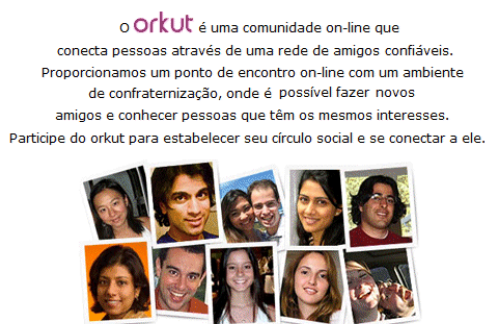 O orkut é uma comunidade on-line que
conecta pessoas através de uma rede de amigos confiáveis.
Proporcionamos um ponto de encontro on-line com um ambiente
de confraternização, onde é possível fazer novos
amigos e conhecer pessoas que têm os mesmos interesses.
Participe do orkut para estabelecer seu círculo social e se conectar a ele.